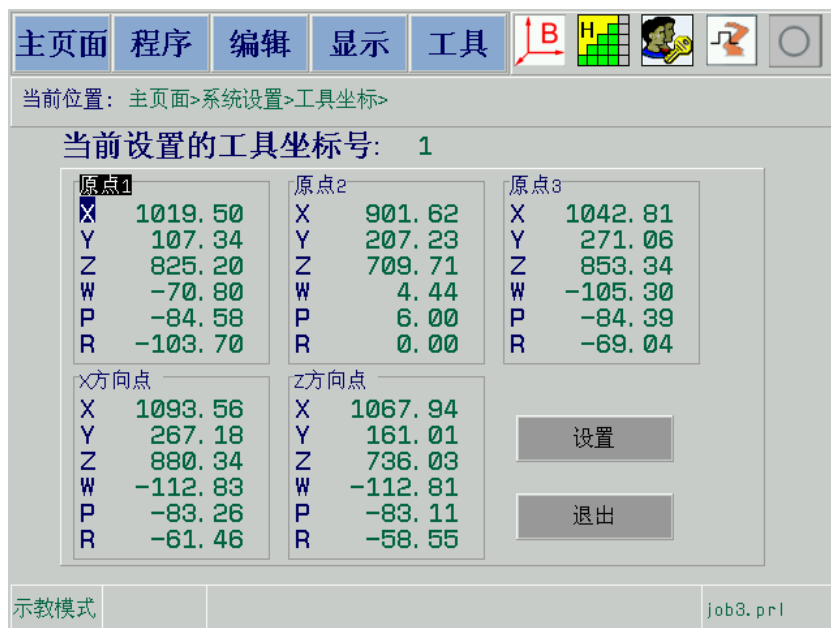 主页面 程序 编辑 显示 工具 B H
当前位置: 主页面>系统设置>工具坐标>
当前设置的工具坐标号: 1
原点1 原点2 原点3
X 1019.50 X 901.62 X 1042.81
Y 107.34 Y 207.23 Y 271.06
Z 825.20 Z 709.71 Z 853.34
W -70.80 W 4.44 W -105.30
P -84.58 P 6.00 P -84.39
R -103.70 R 0.00 R -69.04
X方向点 Z方向点
X 1093.56 X 1067.94
Y 267.18 Y 161.01 设置
Z 880.34 Z 736.03
W -112.83 W -112.81
P -83.26 P -83.11 退出
R -61.46 R -58.55
示教模式 job3.prl